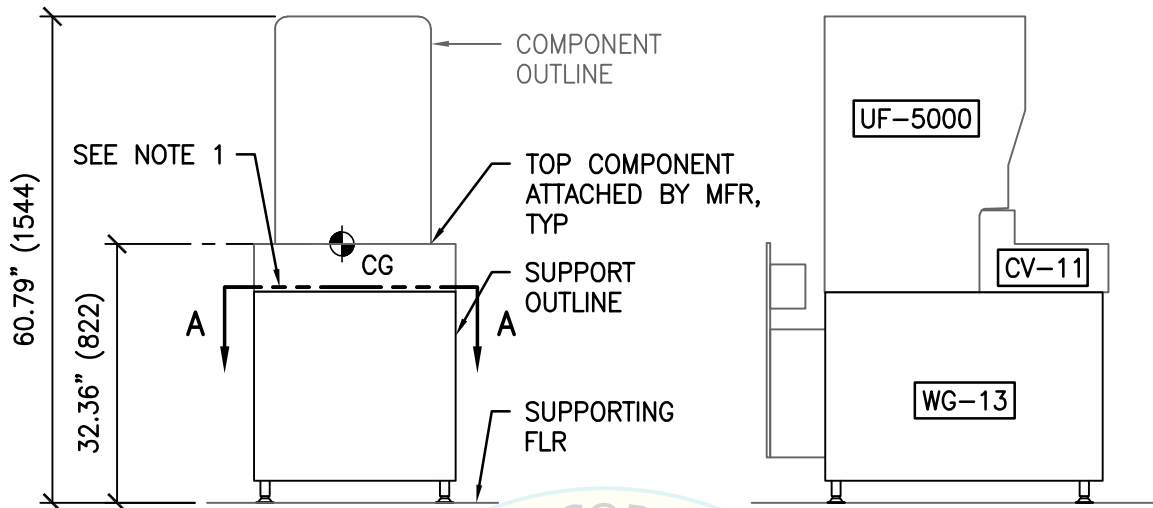 COMPONENT
OUTLINE
UF-5000
SEE NOTE 1
TOP COMPONENT
ATTACHED BY MFR,
TYP
60.79" (1544)
CG
CV-11
SUPPORT
OUTLINE
A
A
32.36" (822)
WG-13
SUPPORTING
FLR